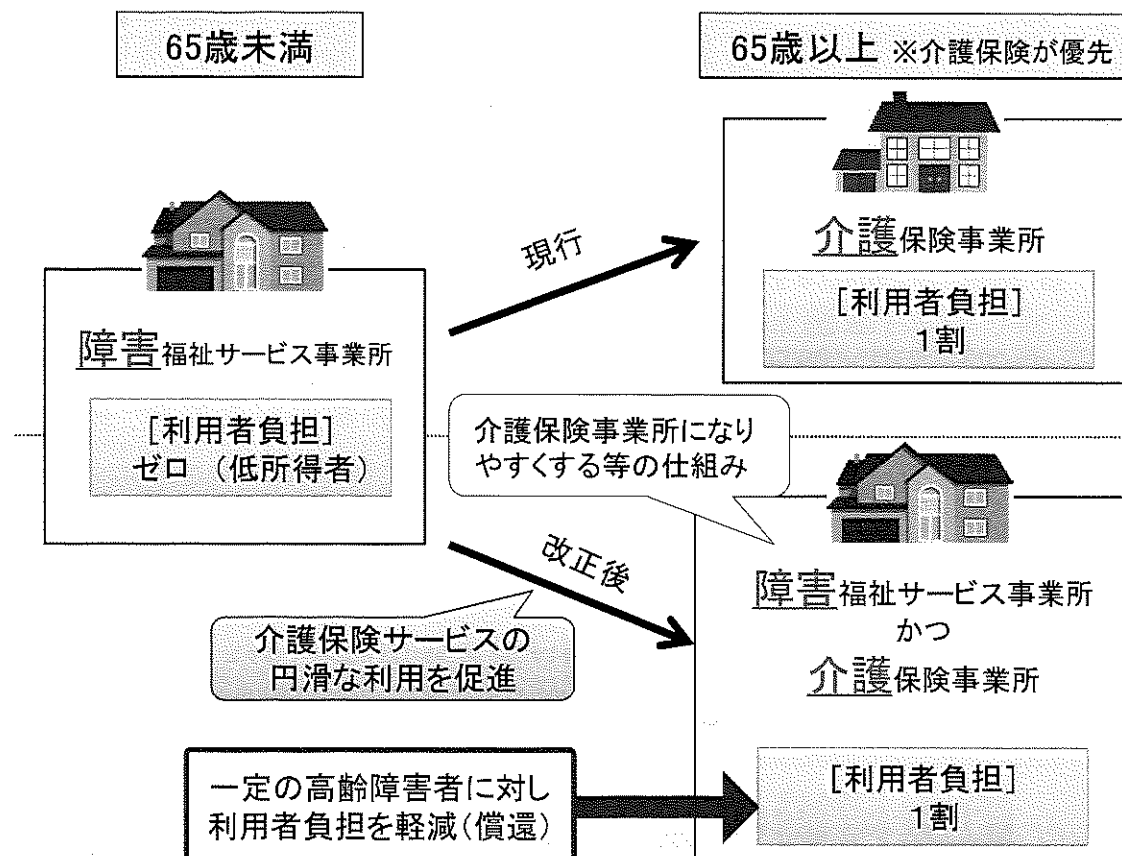 65歳未満
65歳以上 ※介護保険が優先
現行
介護保険事業所
[利用者負担]
1割
障害福祉サービス事業所
[利用者負担]
ゼロ (低所得者)
介護保険事業所になり
やすくする等の仕組み
改正後
介護保険サービスの
円滑な利用を促進
障害福祉サービス事業所
かつ
介護保険事業所
一定の高齢障害者に対し
利用者負担を軽減(償還)
[利用者負担]
1割